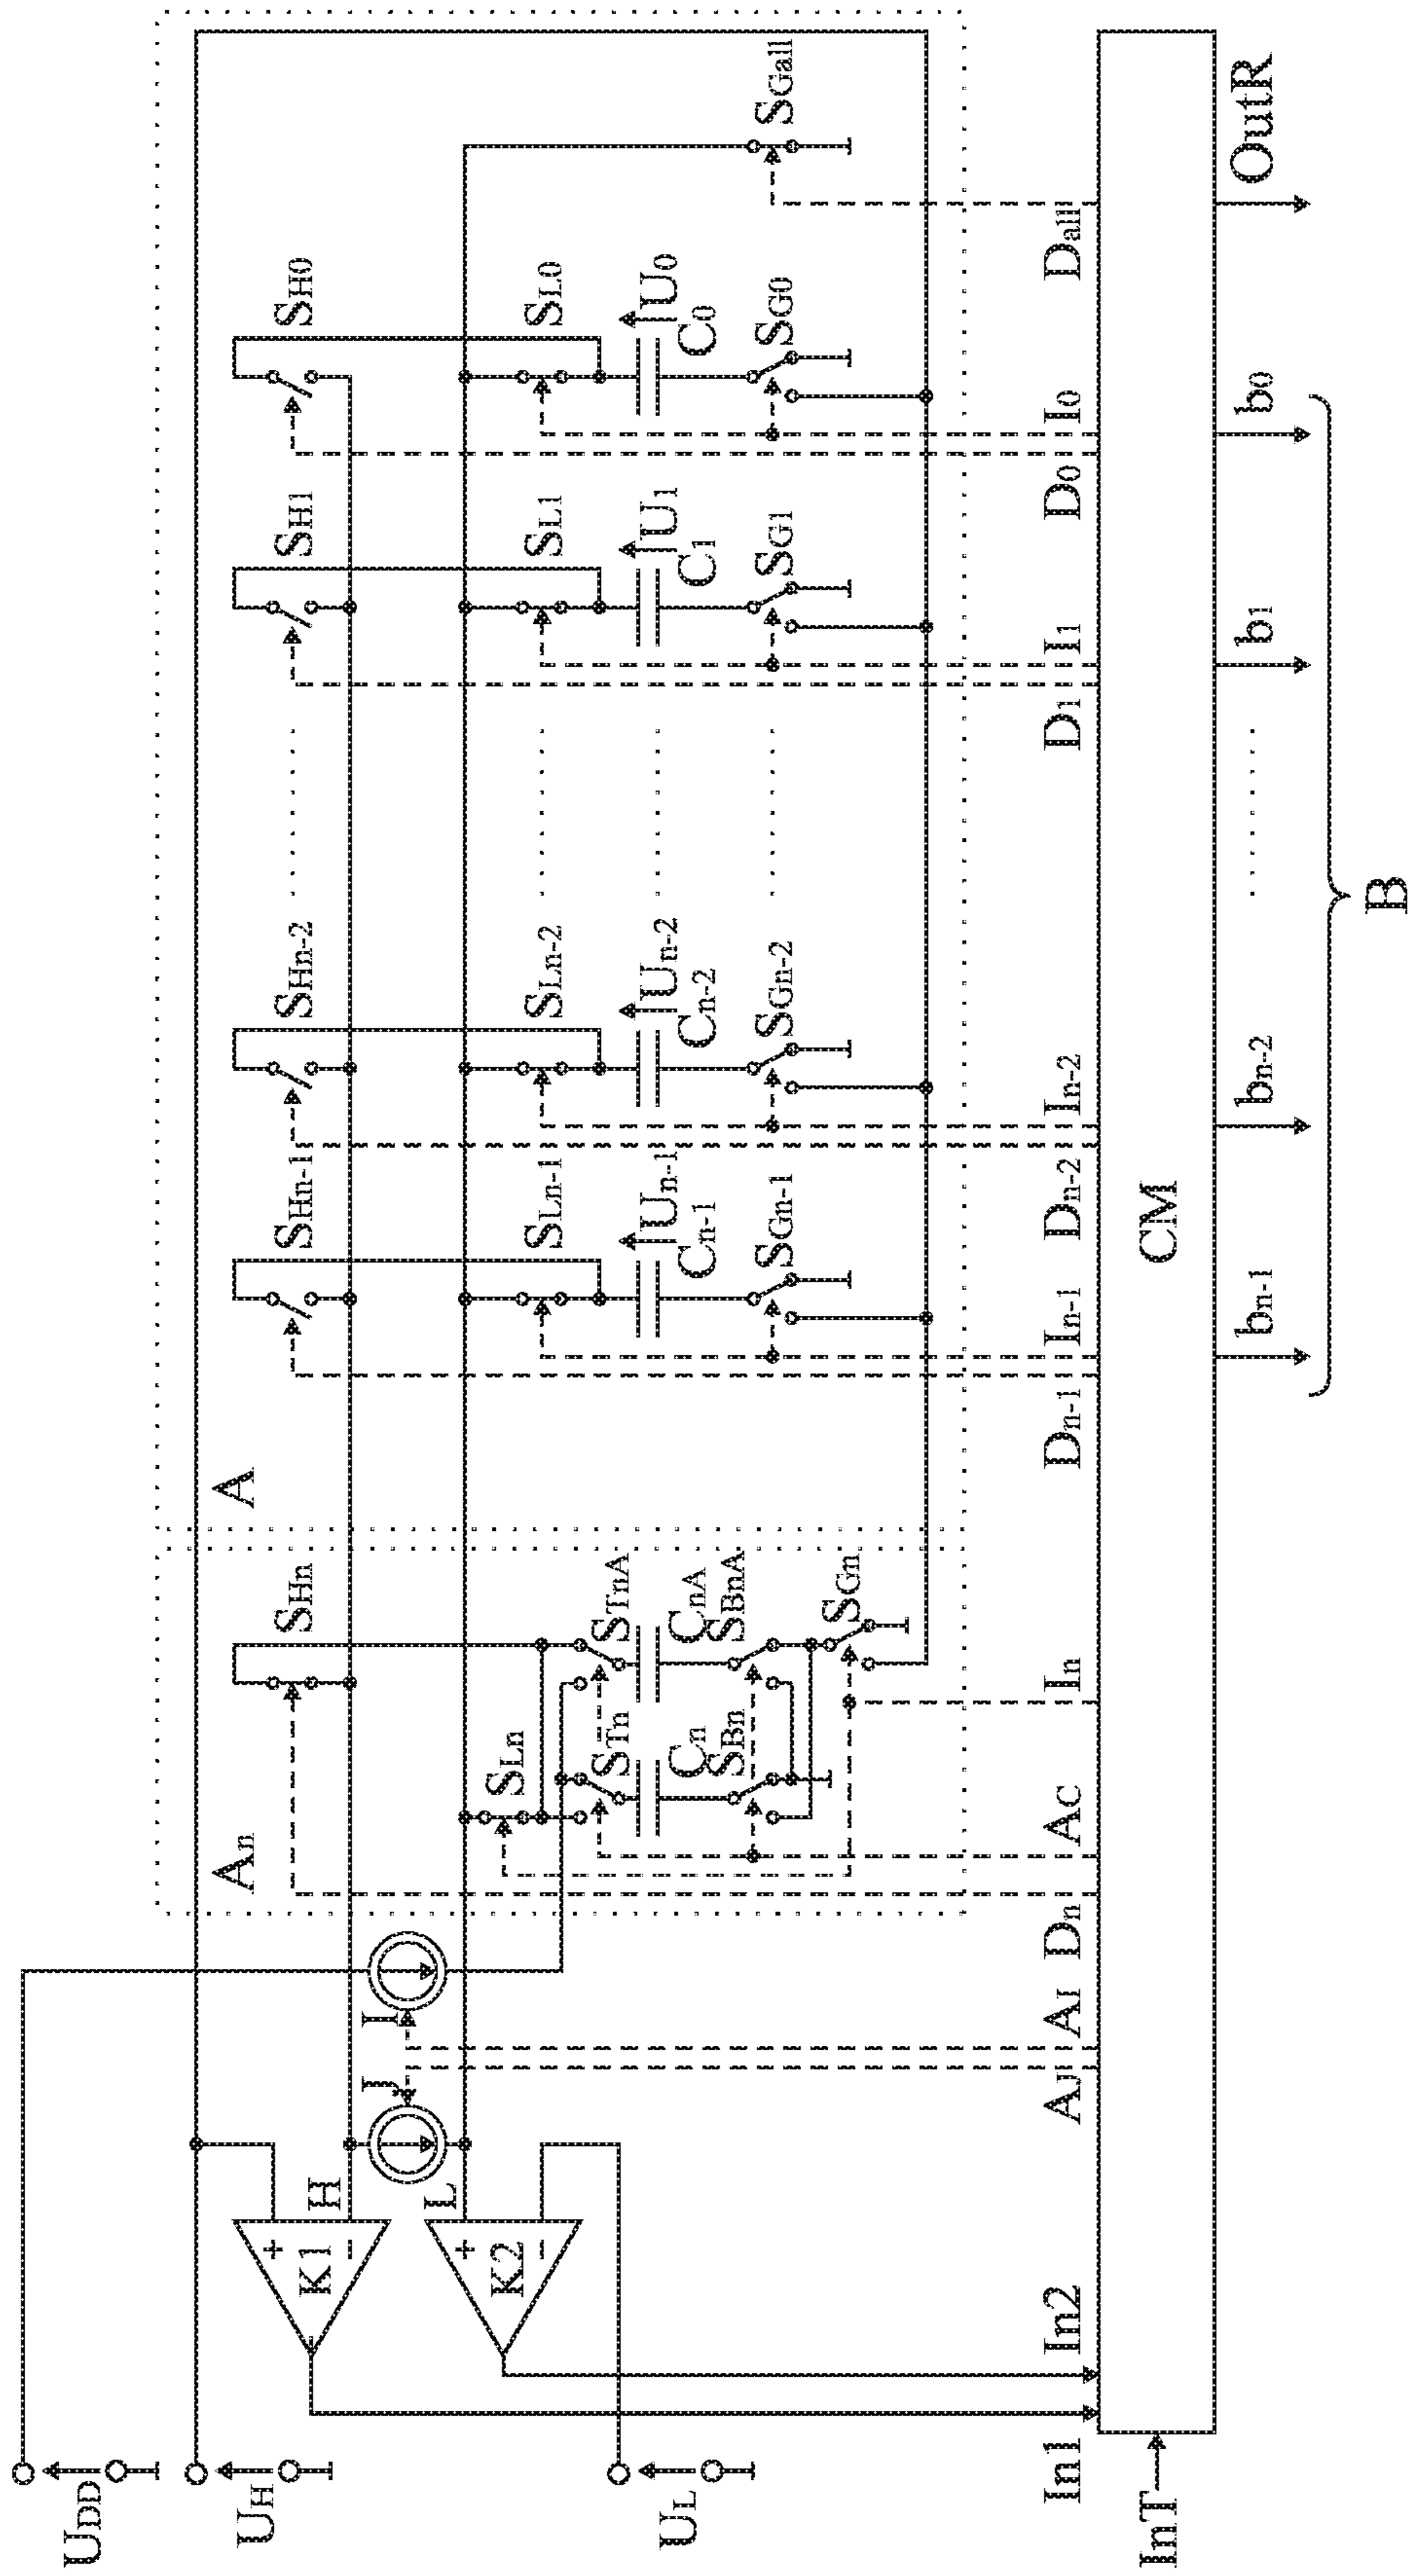 UDD
UH
An
A
+
K1
−
H
SHn
SHn-1
SHn-2
SH1
SH0
J
I
L
+
K2
−
SLn
SLn-1
SLn-2
SL1
SL0
STn
STnA
Un-1
Un-2
U1
U0
UL
Cn
CnA
Cn-1
Cn-2
C1
C0
SBn
SBnA
SGn-1
SGn-2
SG1
SG0
SGall
SGn
In1
In2
AJ
AI
Dn
AC
In
Dn-1
In-1
Dn-2
In-2
D1
I1
D0
I0
Dall
InT
CM
bn-1
bn-2
b1
b0
OutR
B